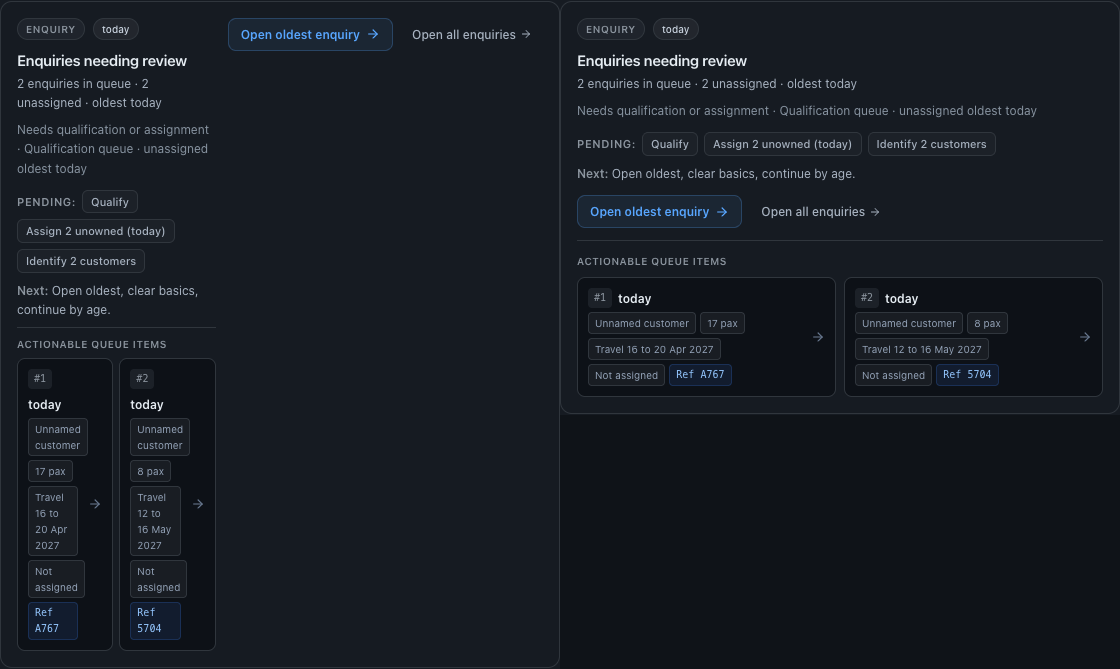 ENQUIRY today
Enquiries needing review
2 enquiries in queue · 2
unassigned · oldest today
Needs qualification or assignment
· Qualification queue · unassigned
oldest today
PENDING: Qualify
Assign 2 unowned (today)
Identify 2 customers
Next: Open oldest, clear basics,
continue by age.
Open oldest enquiry → Open all enquiries →
ACTIONABLE QUEUE ITEMS
#1
today
Unnamed
customer
17 pax
Travel
16 to
20 Apr
2027
→
Not
assigned
Ref
A767
#2
today
Unnamed
customer
8 pax
Travel
12 to
16 May
2027
→
Not
assigned
Ref
5704
ENQUIRY today
Enquiries needing review
2 enquiries in queue · 2 unassigned · oldest today
Needs qualification or assignment · Qualification queue · unassigned oldest today
PENDING: Qualify Assign 2 unowned (today) Identify 2 customers
Next: Open oldest, clear basics, continue by age.
Open oldest enquiry → Open all enquiries →
ACTIONABLE QUEUE ITEMS
#1 today
Unnamed customer 17 pax
Travel 16 to 20 Apr 2027
→
Not assigned Ref A767
#2 today
Unnamed customer 8 pax
Travel 12 to 16 May 2027
→
Not assigned Ref 5704